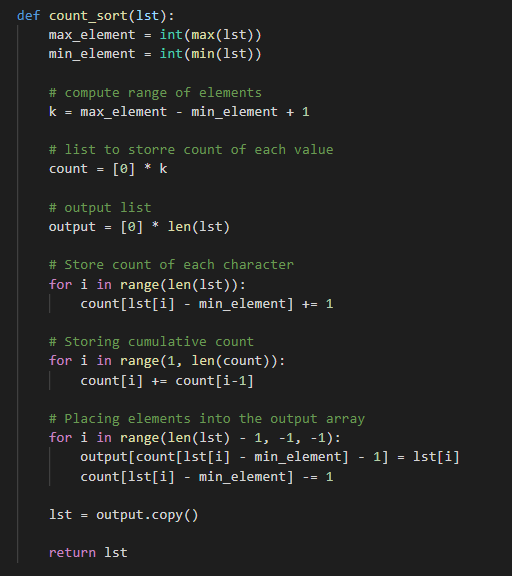 def count_sort(lst):
    max_element = int(max(lst))
    min_element = int(min(lst))
    # compute range of elements
    k = max_element - min_element + 1
    # list to storre count of each value
    count = [0] * k
    # output list
    output = [0] * len(lst)
    # Store count of each character
    for i in range(len(lst)):
        count[lst[i] - min_element] += 1
    # Storing cumulative count
    for i in range(1, len(count)):
        count[i] += count[i-1]
    # Placing elements into the output array
    for i in range(len(lst) - 1, -1, -1):
        output[count[lst[i] - min_element] - 1] = lst[i]
        count[lst[i] - min_element] -= 1
    lst = output.copy()
    return lst